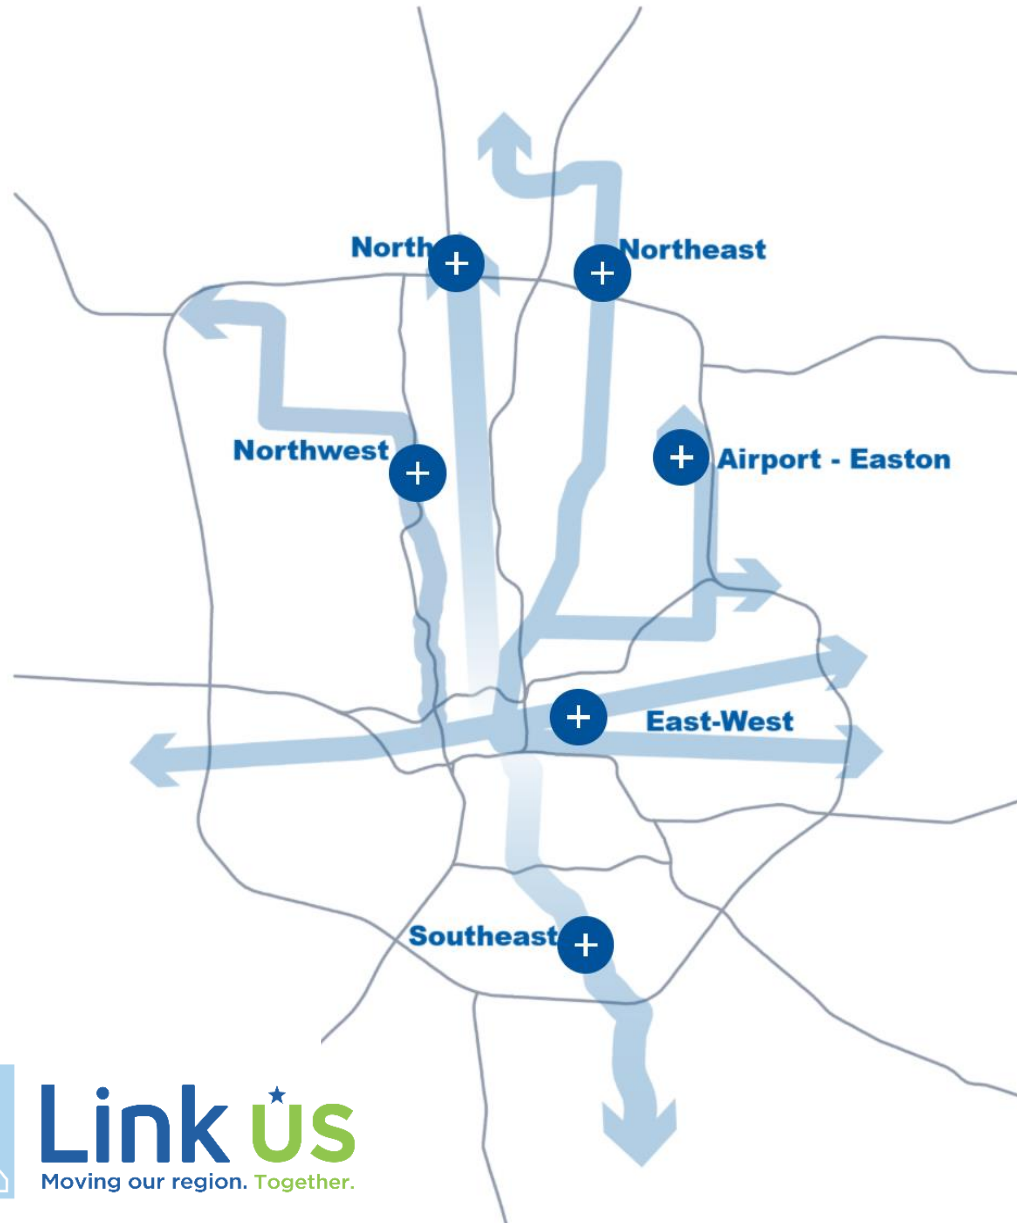 North
Northeast
Northwest
Airport - Easton
East-West
Southeast
Link US
Moving our region. Together.